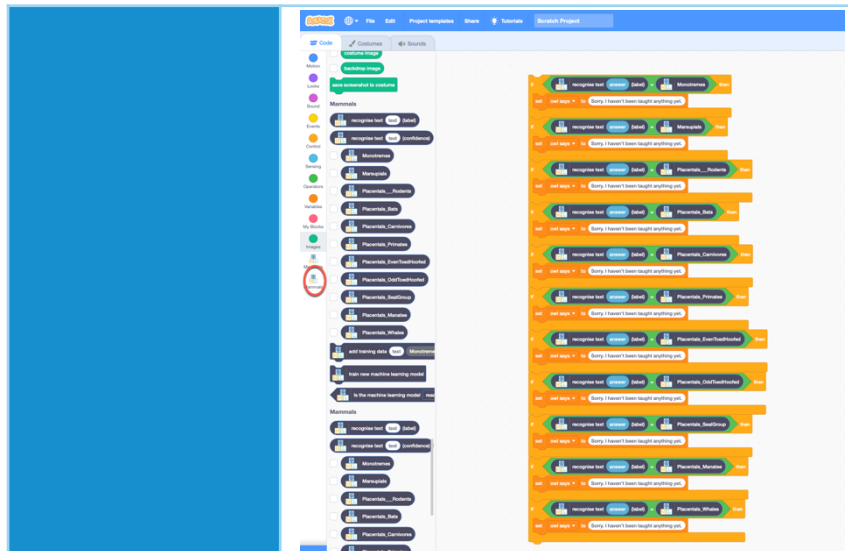 SCRATCH File Edit Project templates Share Tutorials Scratch Project
Code Costumes Sounds
Motion
Looks
Sound
Events
Control
Sensing
Operators
Variables
My Blocks
Images
Mammals
costume image
backdrop image
save screenshot to costume
Mammals
recognise text text (label)
recognise text text (confidence)
Monotremes
Marsupials
Placentals__Rodents
Placentals_Bats
Placentals_Carnivores
Placentals_Primates
Placentals_EvenToedHoofed
Placentals_OddToedHoofed
Placentals_SealGroup
Placentals_Manatee
Placentals_Whales
add training data text Monotreme
train new machine learning model
Is the machine learning model read
Mammals
recognise text text (label)
recognise text text (confidence)
Monotremes
Marsupials
Placentals__Rodents
Placentals_Bats
Placentals_Carnivores
if recognise text answer (label) = Monotremes then
set owl says to Sorry. I haven't been taught anything yet.
if recognise text answer (label) = Marsupials then
set owl says to Sorry. I haven't been taught anything yet.
if recognise text answer (label) = Placentals__Rodents then
set owl says to Sorry. I haven't been taught anything yet.
if recognise text answer (label) = Placentals_Bats then
set owl says to Sorry. I haven't been taught anything yet.
if recognise text answer (label) = Placentals_Carnivores then
set owl says to Sorry. I haven't been taught anything yet.
if recognise text answer (label) = Placentals_Primates then
set owl says to Sorry. I haven't been taught anything yet.
if recognise text answer (label) = Placentals_EvenToedHoofed then
set owl says to Sorry. I haven't been taught anything yet.
if recognise text answer (label) = Placentals_OddToedHoofed then
set owl says to Sorry. I haven't been taught anything yet.
if recognise text answer (label) = Placentals_SealGroup then
set owl says to Sorry. I haven't been taught anything yet.
if recognise text answer (label) = Placentals_Manatee then
set owl says to Sorry. I haven't been taught anything yet.
if recognise text answer (label) = Placentals_Whales then
set owl says to Sorry. I haven't been taught anything yet.